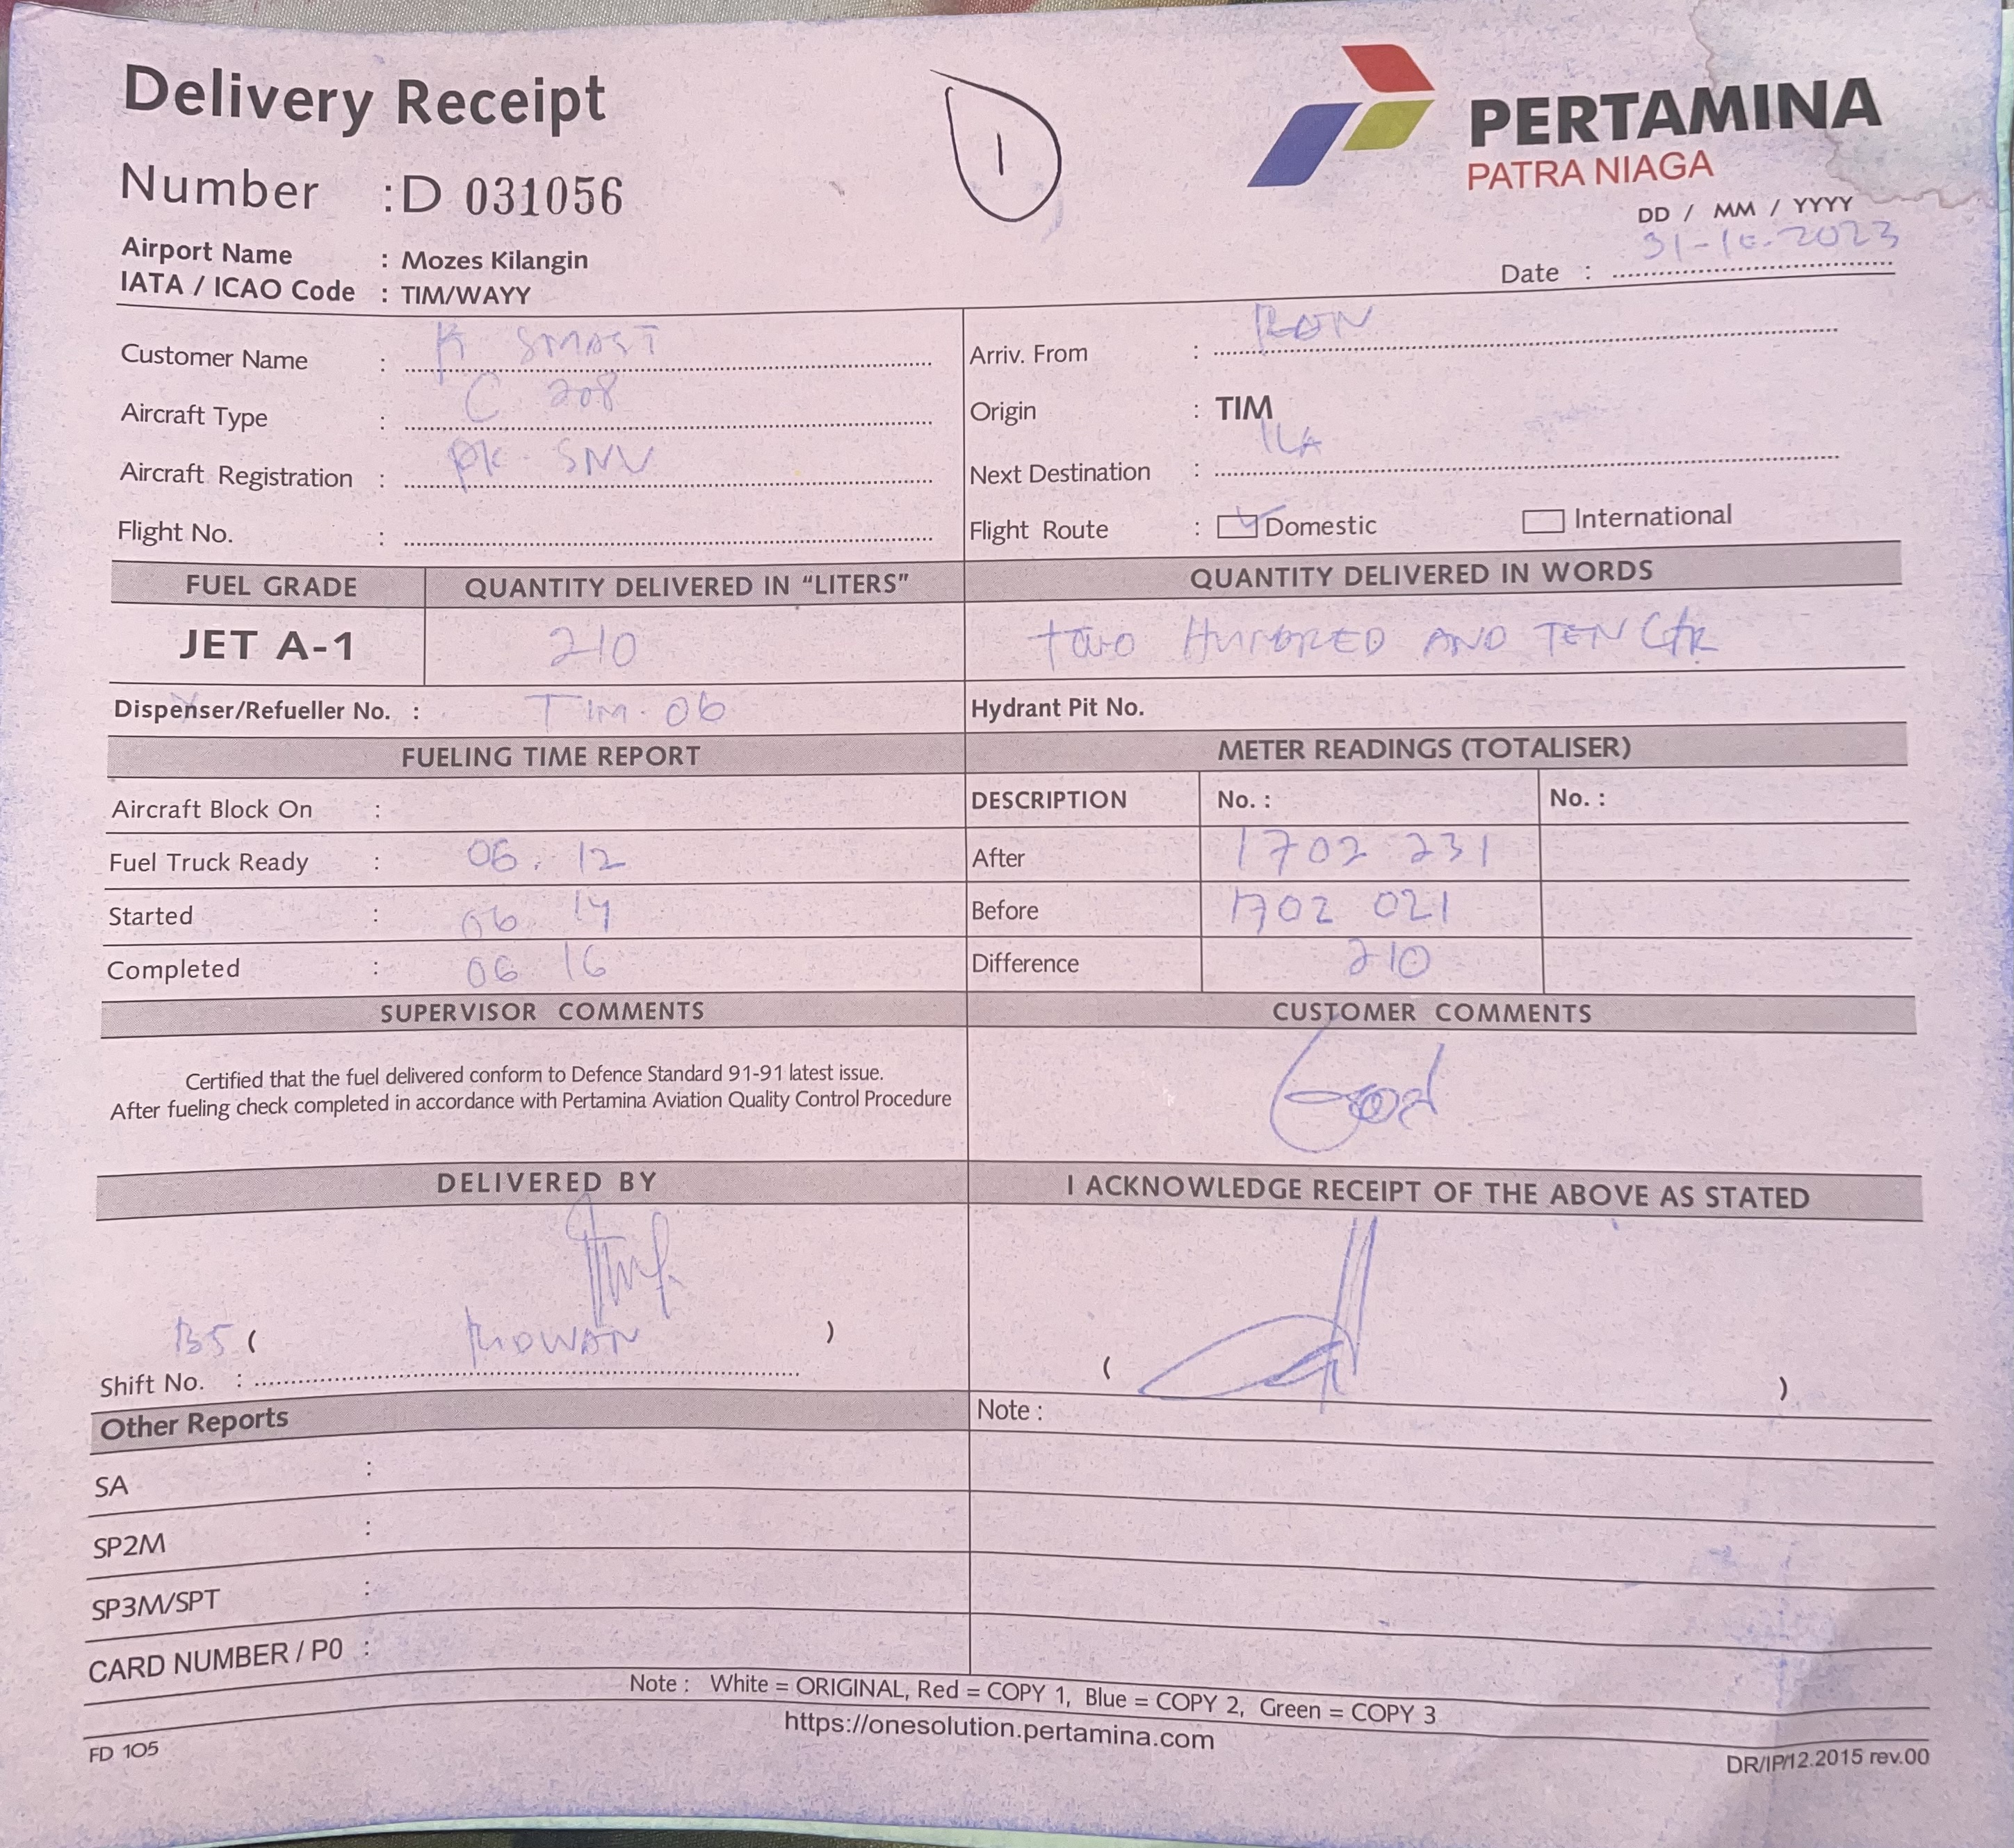 Delivery Receipt
1
PERTAMINA
PATRA NIAGA
Number : D 031056
DD / MM / YYYY
Airport Name : Mozes Kilangin
IATA / ICAO Code : TIM/WAYY
Date : 31-10-2023
Customer Name : K SMART
Arriv. From : RON
Aircraft Type : C 208
Origin : TIM
Aircraft Registration : PK-SNV
Next Destination : ILA
Flight No. :
Flight Route : Domestic International
FUEL GRADE QUANTITY DELIVERED IN “LITERS” QUANTITY DELIVERED IN WORDS
JET A-1 210 two HUNDRED AND TEN Ltr
Dispenser/Refueller No. : TIM-06 Hydrant Pit No.
FUELING TIME REPORT METER READINGS (TOTALISER)
Aircraft Block On : DESCRIPTION No. : No. :
Fuel Truck Ready : 06. 12 After 1702 231
Started : 06 14 Before 1702 021
Completed : 06 16 Difference 210
SUPERVISOR COMMENTS CUSTOMER COMMENTS
Certified that the fuel delivered conform to Defence Standard 91-91 latest issue.
After fueling check completed in accordance with Pertamina Aviation Quality Control Procedure
Good
DELIVERED BY I ACKNOWLEDGE RECEIPT OF THE ABOVE AS STATED
B5 ( RIDWAN )
Shift No. :
( )
Other Reports Note :
SA :
SP2M :
SP3M/SPT :
CARD NUMBER / P0 :
Note : White = ORIGINAL, Red = COPY 1, Blue = COPY 2, Green = COPY 3
https://onesolution.pertamina.com
FD 105
DR/IP/12.2015 rev.00